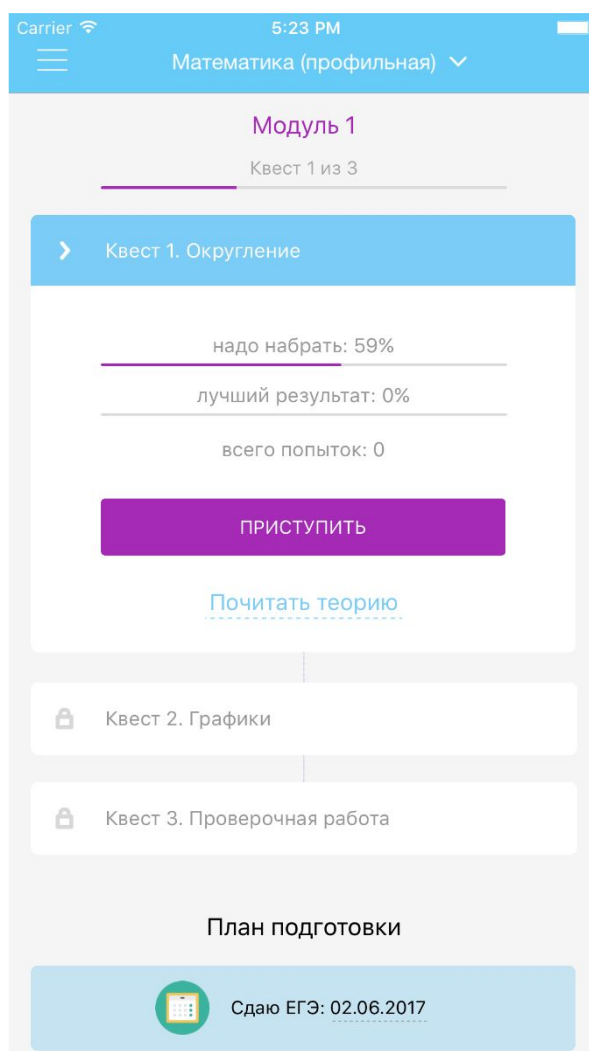 Carrier 5:23 PM
Математика (профильная)
Модуль 1
Квест 1 из 3
Квест 1. Округление
надо набрать: 59%
лучший результат: 0%
всего попыток: 0
ПРИСТУПИТЬ
Почитать теорию
Квест 2. Графики
Квест 3. Проверочная работа
План подготовки
Сдаю ЕГЭ: 02.06.2017